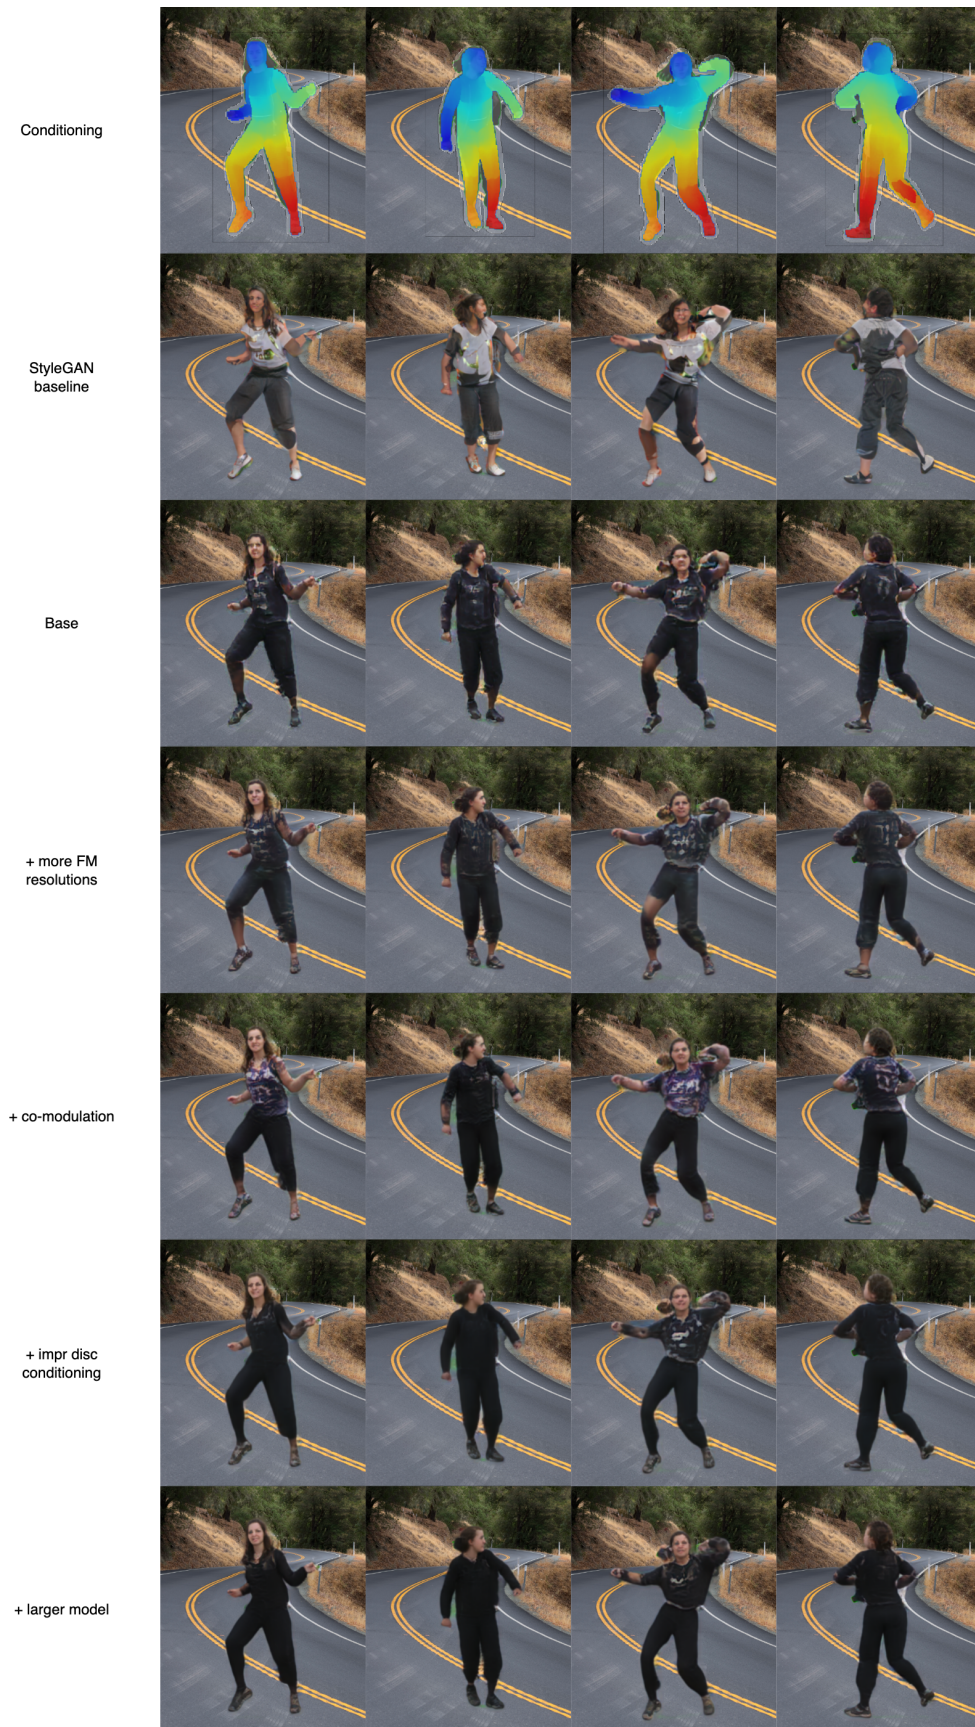 Conditioning
StyleGAN
baseline
Base
+ more FM
resolutions
+ co-modulation
+ impr disc
conditioning
+ larger model